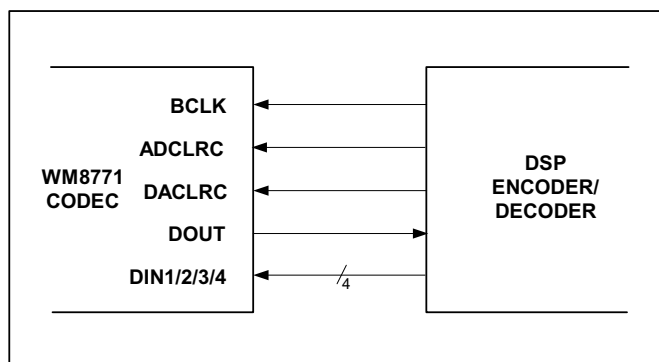 BCLK
ADCLRC
WM8771
CODEC
DACLRC
DOUT
DIN1/2/3/4
4
DSP
ENCODER/
DECODER